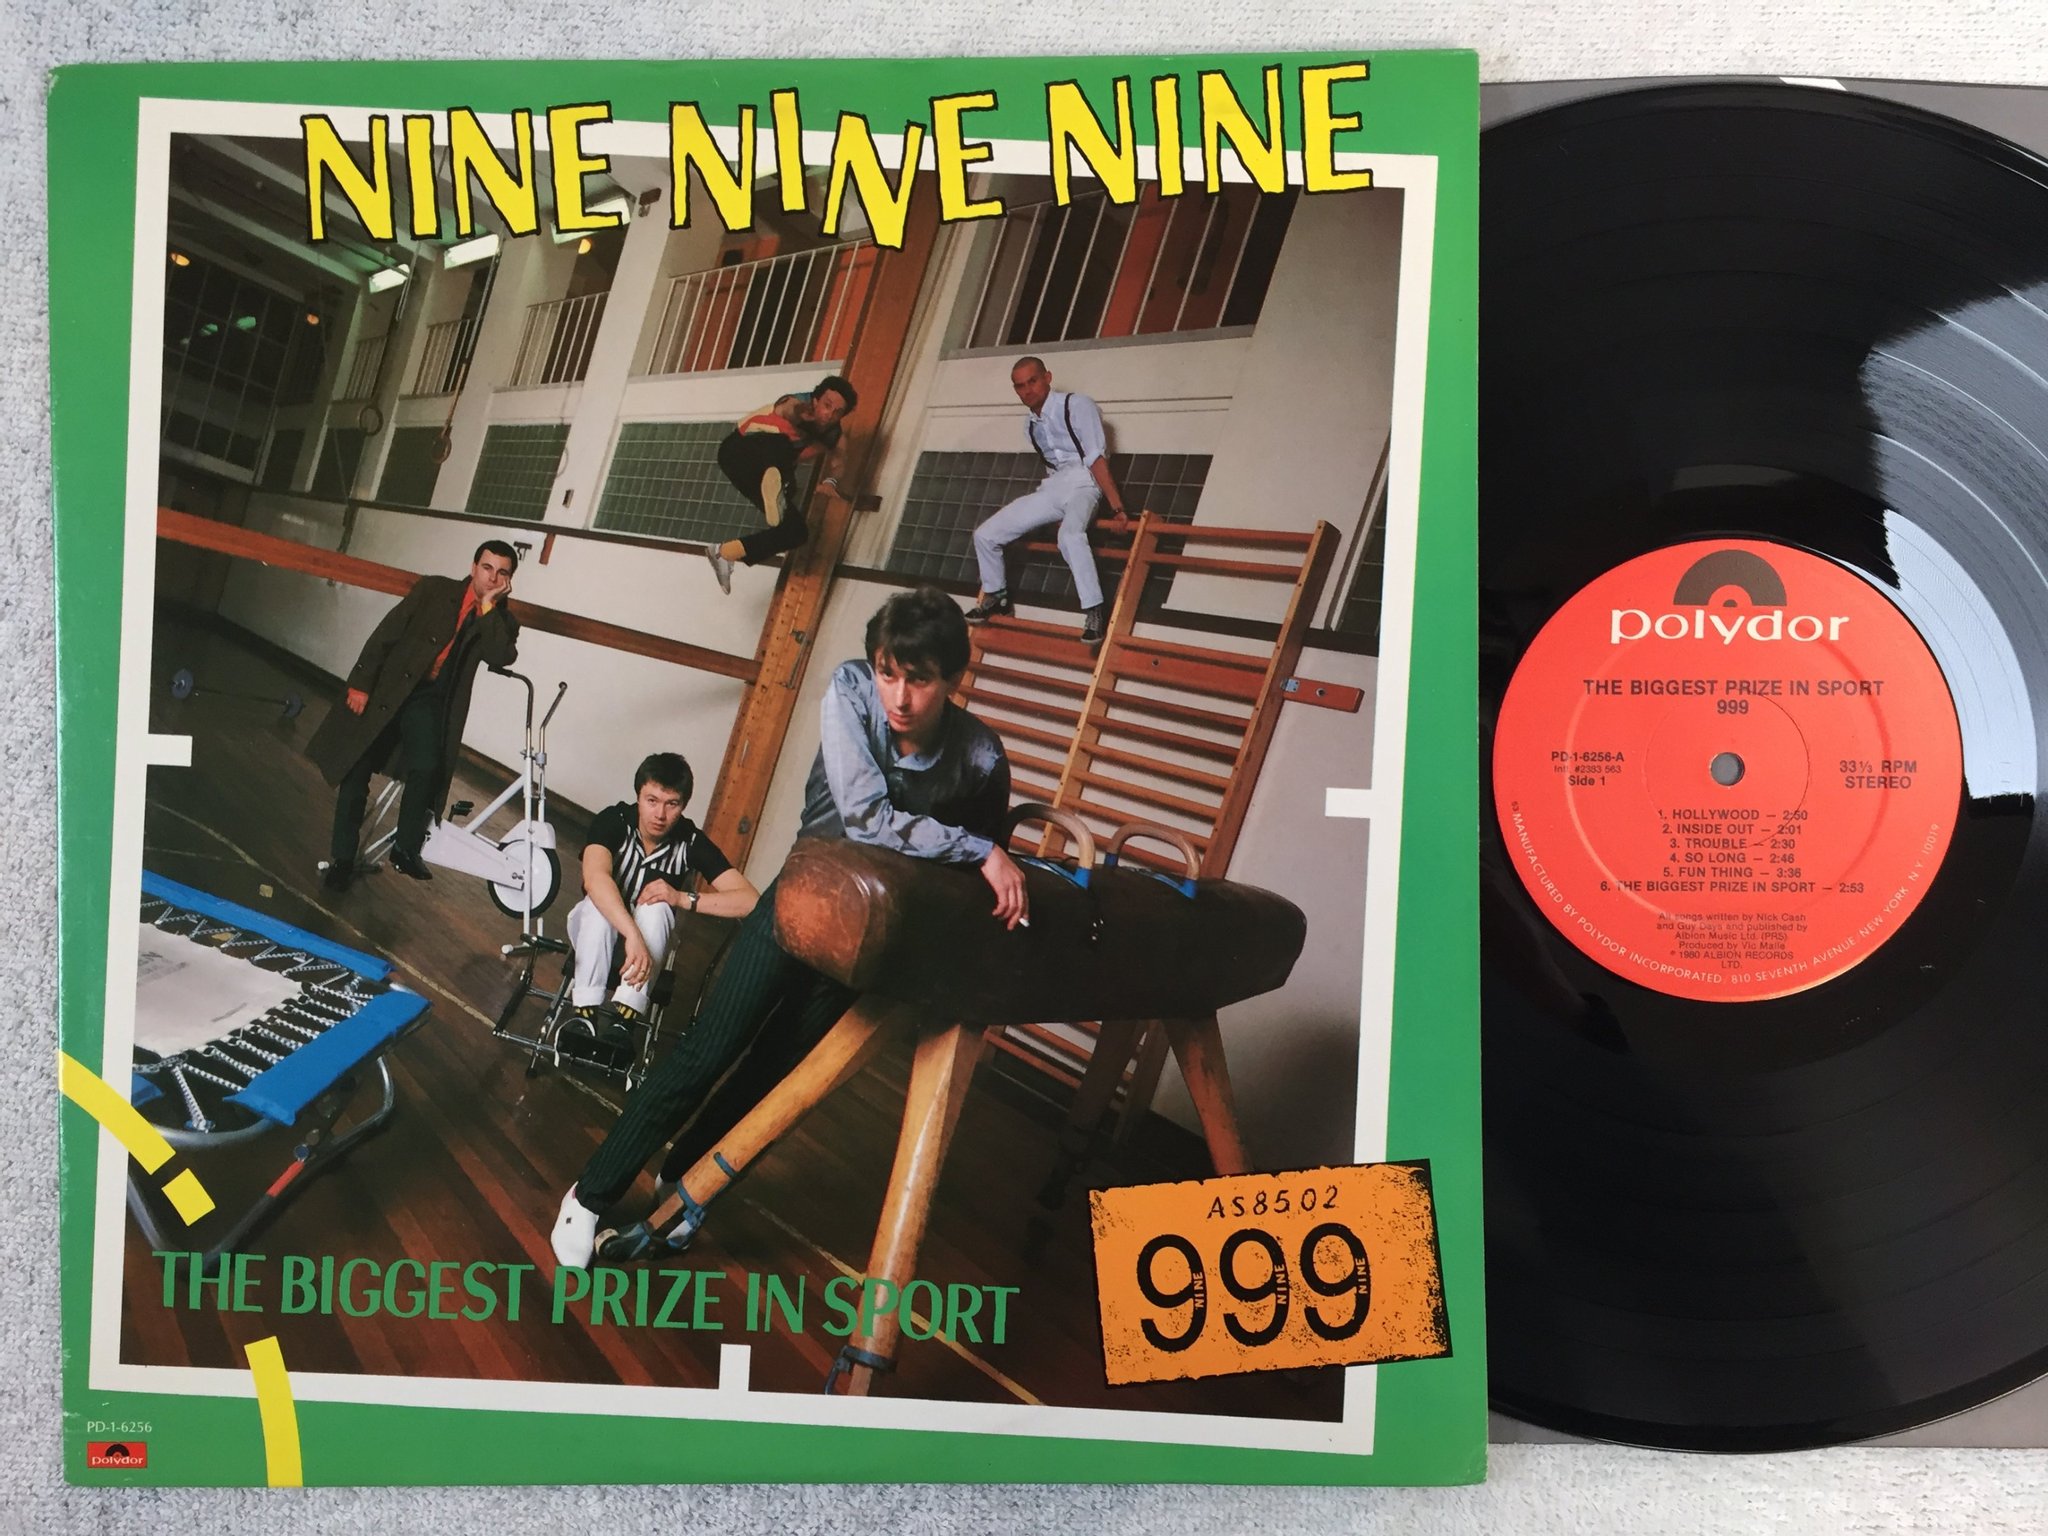 NINE NINE NINE
THE BIGGEST PRIZE IN SPORT
AS8502
999
NINE NINE NINE
PD-1-6256
polydor
polydor
THE BIGGEST PRIZE IN SPORT
999
PD-1-6256-A
Intl. #2383 563
Side 1
33⅓ RPM
STEREO
1. HOLLYWOOD — 2:50
2. INSIDE OUT — 2:01
3. TROUBLE — 2:30
4. SO LONG — 2:46
5. FUN THING — 3:36
6. THE BIGGEST PRIZE IN SPORT — 2:53
All songs written by Nick Cash
and Guy Days and published by
Albion Music Ltd. (PRS)
Produced by Vic Maile
℗ 1980 ALBION RECORDS
LTD.
53 MANUFACTURED BY POLYDOR INCORPORATED, 810 SEVENTH AVENUE, NEW YORK N.Y. 10019